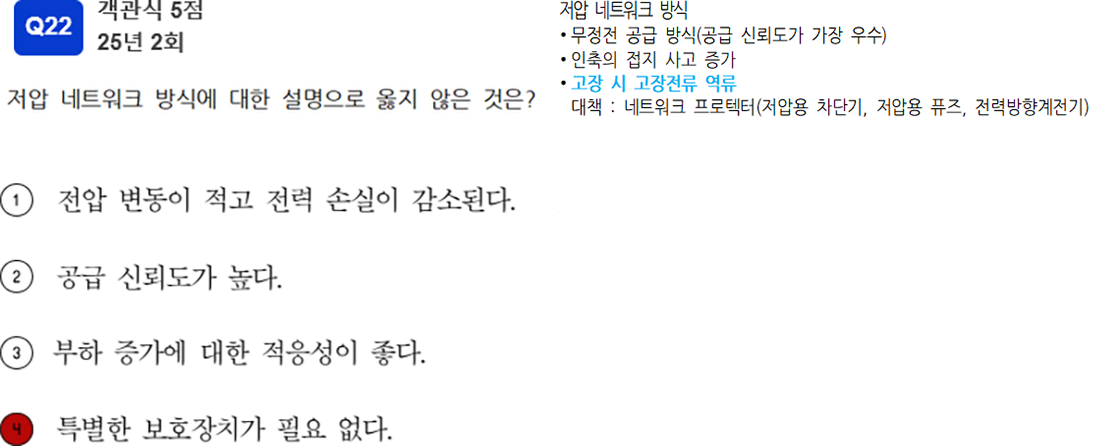 Q22
객관식 5점
25년 2회
저압 네트워크 방식에 대한 설명으로 옳지 않은 것은?
① 전압 변동이 적고 전력 손실이 감소된다.
② 공급 신뢰도가 높다.
③ 부하 증가에 대한 적응성이 좋다.
④ 특별한 보호장치가 필요 없다.
저압 네트워크 방식
• 무정전 공급 방식(공급 신뢰도가 가장 우수)
• 인축의 접지 사고 증가
• 고장 시 고장전류 역류
대책 : 네트워크 프로텍터(저압용 차단기, 저압용 퓨즈, 전력방향계전기)